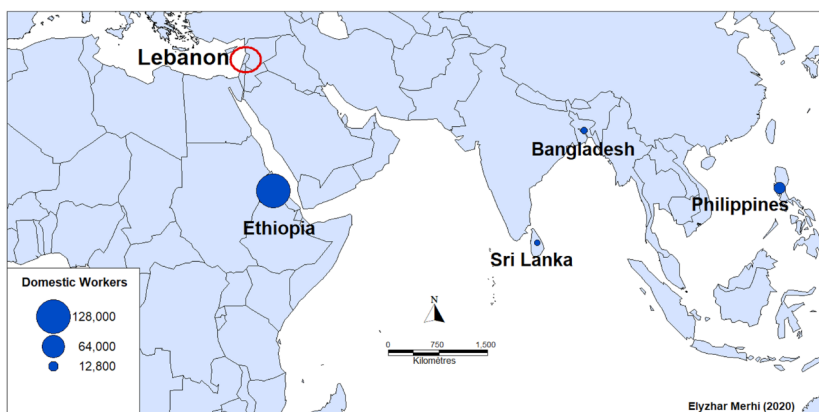 Lebanon
Bangladesh
Philippines
Ethiopia
Sri Lanka
Domestic Workers
128,000
64,000
12,800
N
0 750 1,500
Kilométres
Elyzhar Merhi (2020)